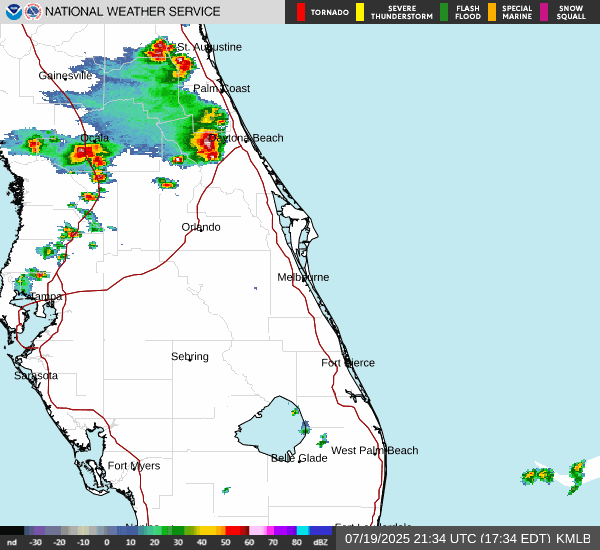 NATIONAL WEATHER SERVICE
TORNADO
SEVERE
THUNDERSTORM
FLASH
FLOOD
SPECIAL
MARINE
SNOW
SQUALL
St. Augustine
Gainesville
Palm Coast
Ocala
Daytona Beach
Orlando
Melbourne
Tampa
Sebring
Fort Pierce
Sarasota
West Palm Beach
Belle Glade
Fort Myers
nd -30 -20 -10 0 10 20 30 40 50 60 70 80 dBZ
07/19/2025 21:34 UTC (17:34 EDT) KMLB